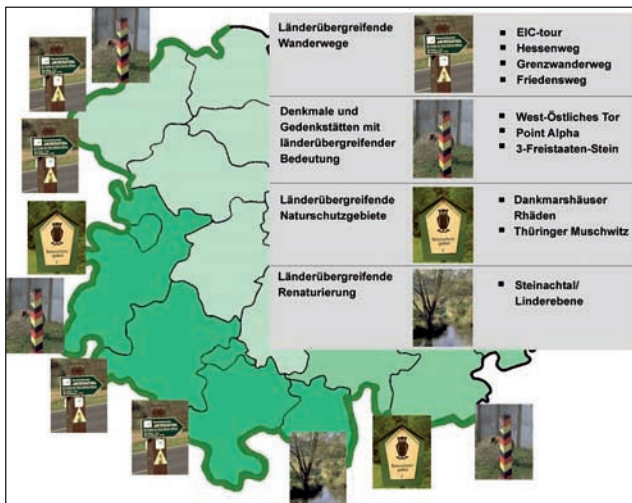 Länderübergreifende
Wanderwege
EIC-tour
Hessenweg
Grenzwanderweg
Friedensweg
Denkmale und
Gedenkstätten mit
länderübergreifender
Bedeutung
West-Östliches Tor
Point Alpha
3-Freistaaten-Stein
Länderübergreifende
Naturschutzgebiete
Dankmarshäuser
Rhäden
Thüringer Muschwitz
Länderübergreifende
Renaturierung
Steinachtal/
Linderebene